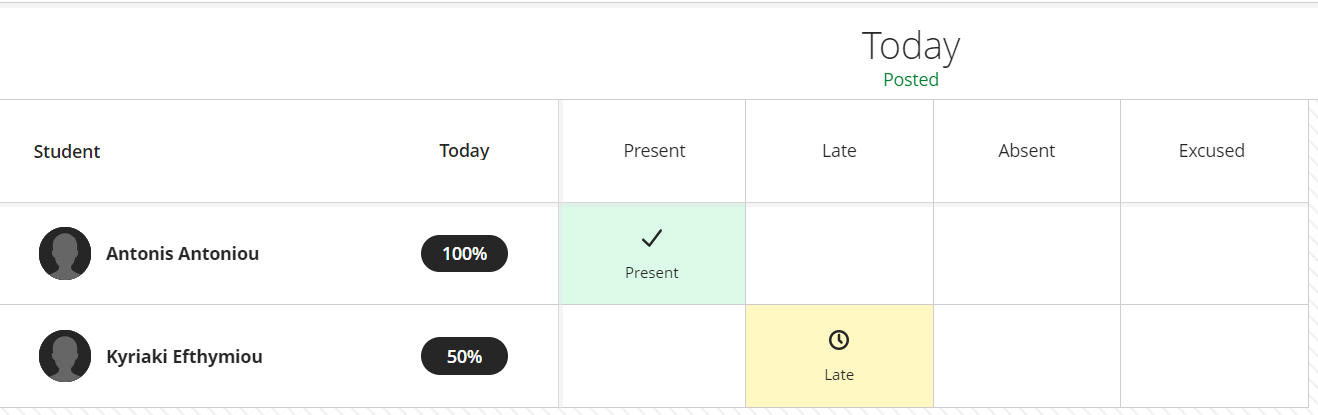 Today
Posted
Student Today Present Late Absent Excused
Antonis Antoniou 100% Present
Kyriaki Efthymiou 50% Late